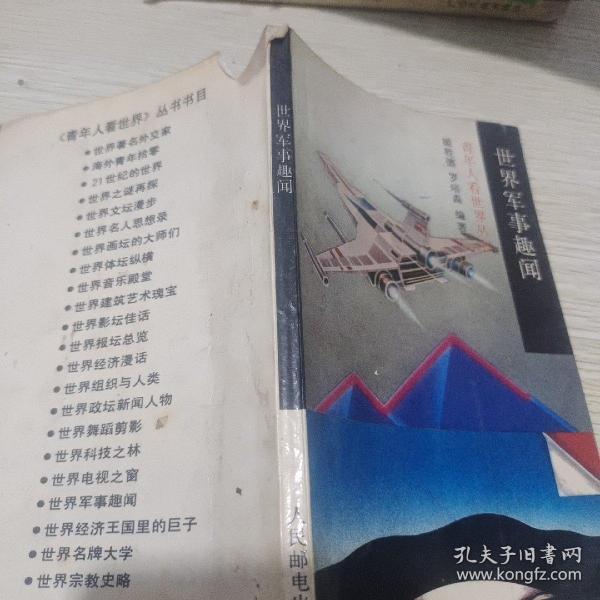 《青年人看世界》丛书书目
●世界著名外交家
●海外青年拾零
●21世纪的世界
●世界之谜再探
●世界文坛漫步
●世界名人思想录
●世界画坛的大师们
●世界体坛纵横
●世界音乐殿堂
●世界建筑艺术瑰宝
●世界影坛佳话
●世界报坛总览
●世界经济漫话
●世界组织与人类
●世界政坛新闻人物
●世界舞蹈剪影
●世界科技之林
●世界电视之窗
●世界军事趣闻
●世界经济王国里的巨子
●世界名牌大学
●世界宗教史略
世界军事趣闻
人民邮电出
世界军事趣闻
青年人看世界丛
编著
孔夫子旧书网
www.kongfz.com